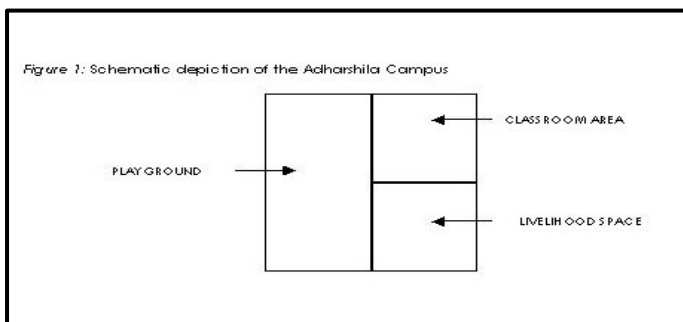 Figure 1: Schematic depiction of the Adharshila Campus
CLASSROOM AREA
PLAYGROUND
LIVELIHOOD SPACE